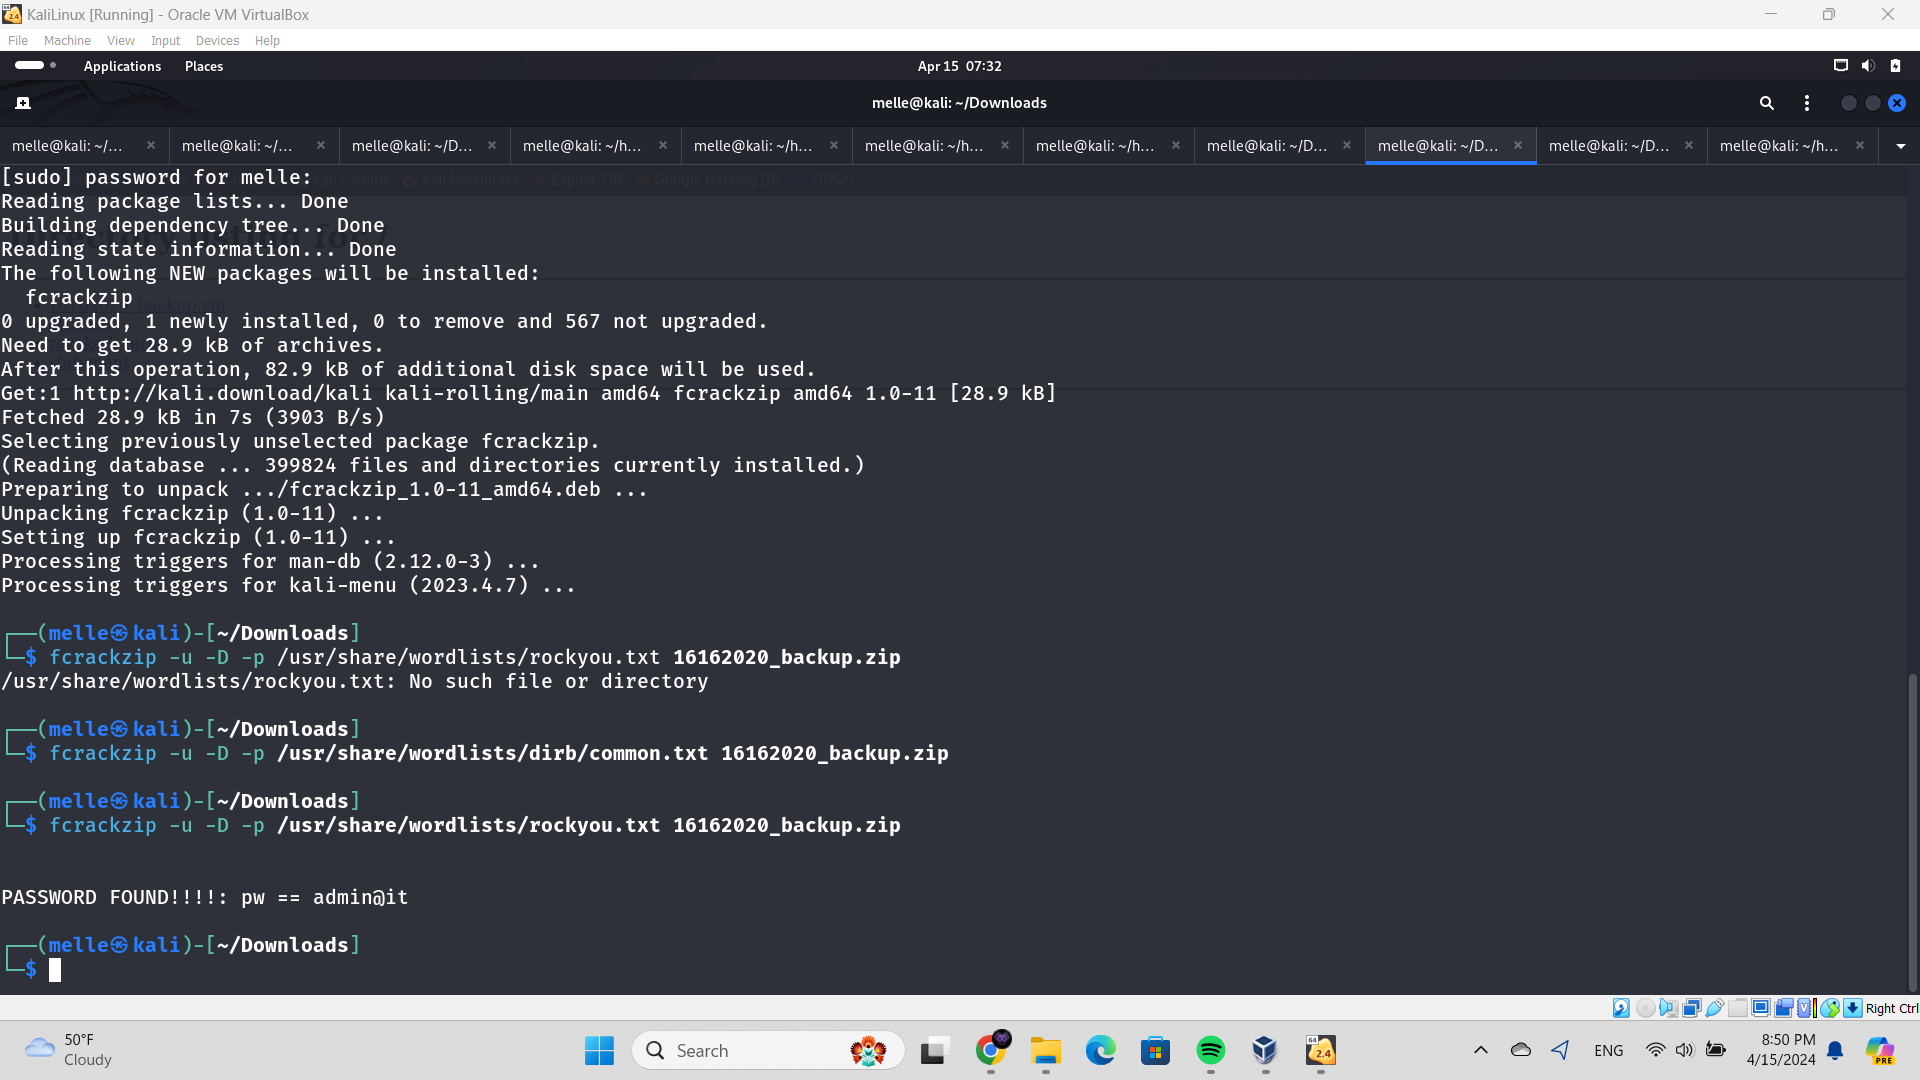 KaliLinux [Running] - Oracle VM VirtualBox
File Machine View Input Devices Help
Applications Places Apr 15 07:32
melle@kali: ~/Downloads
melle@kali: ~/... melle@kali: ~/... melle@kali: ~/D... melle@kali: ~/h... melle@kali: ~/h... melle@kali: ~/h... melle@kali: ~/h... melle@kali: ~/D... melle@kali: ~/D... melle@kali: ~/D... melle@kali: ~/h...
Kali Forums Kali NetHunter Exploit-DB Google Hacking DB OffSec
[sudo] password for melle:
Reading package lists... Done
Building dependency tree... Done
Reading state information... Done
The following NEW packages will be installed:
fcrackzip
0 upgraded, 1 newly installed, 0 to remove and 567 not upgraded.
Need to get 28.9 kB of archives.
After this operation, 82.9 kB of additional disk space will be used.
Get:1 http://kali.download/kali kali-rolling/main amd64 fcrackzip amd64 1.0-11 [28.9 kB]
Fetched 28.9 kB in 7s (3903 B/s)
Selecting previously unselected package fcrackzip.
(Reading database ... 399824 files and directories currently installed.)
Preparing to unpack .../fcrackzip_1.0-11_amd64.deb ...
Unpacking fcrackzip (1.0-11) ...
Setting up fcrackzip (1.0-11) ...
Processing triggers for man-db (2.12.0-3) ...
Processing triggers for kali-menu (2023.4.7) ...
┌──(melle㉿kali)-[~/Downloads]
└─$ fcrackzip -u -D -p /usr/share/wordlists/rockyou.txt 16162020_backup.zip
/usr/share/wordlists/rockyou.txt: No such file or directory
┌──(melle㉿kali)-[~/Downloads]
└─$ fcrackzip -u -D -p /usr/share/wordlists/dirb/common.txt 16162020_backup.zip
┌──(melle㉿kali)-[~/Downloads]
└─$ fcrackzip -u -D -p /usr/share/wordlists/rockyou.txt 16162020_backup.zip
PASSWORD FOUND!!!!: pw == admin@it
┌──(melle㉿kali)-[~/Downloads]
└─$
Right Ctrl
50°F
Cloudy
Search
ENG
8:50 PM
4/15/2024